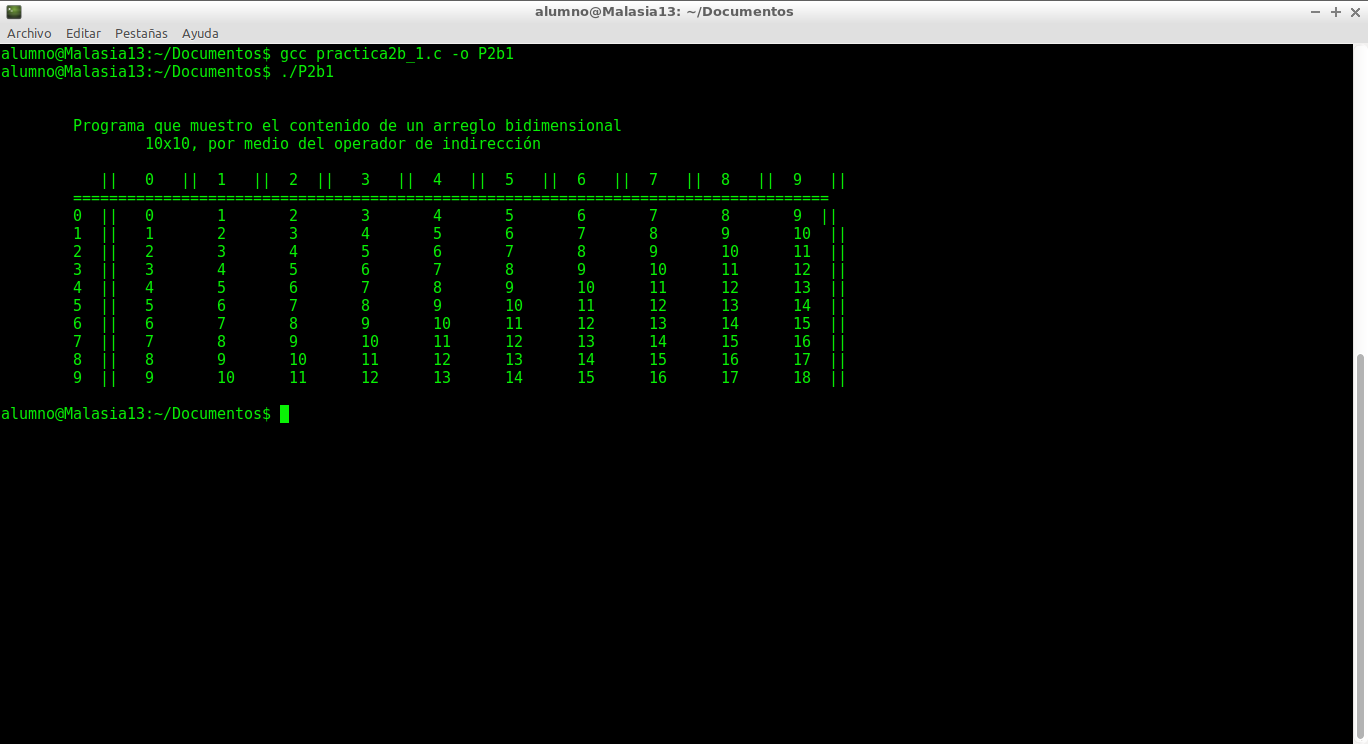 alumno@Malasia13: ~/Documentos
Archivo Editar Pestañas Ayuda
alumno@Malasia13:~/Documentos$ gcc practica2b_1.c -o P2b1
alumno@Malasia13:~/Documentos$ ./P2b1
Programa que muestro el contenido de un arreglo bidimensional
10x10, por medio del operador de indirección
|| 0 || 1 || 2 || 3 || 4 || 5 || 6 || 7 || 8 || 9 ||
====================================================================================
0 || 0 1 2 3 4 5 6 7 8 9 ||
1 || 1 2 3 4 5 6 7 8 9 10 ||
2 || 2 3 4 5 6 7 8 9 10 11 ||
3 || 3 4 5 6 7 8 9 10 11 12 ||
4 || 4 5 6 7 8 9 10 11 12 13 ||
5 || 5 6 7 8 9 10 11 12 13 14 ||
6 || 6 7 8 9 10 11 12 13 14 15 ||
7 || 7 8 9 10 11 12 13 14 15 16 ||
8 || 8 9 10 11 12 13 14 15 16 17 ||
9 || 9 10 11 12 13 14 15 16 17 18 ||
alumno@Malasia13:~/Documentos$